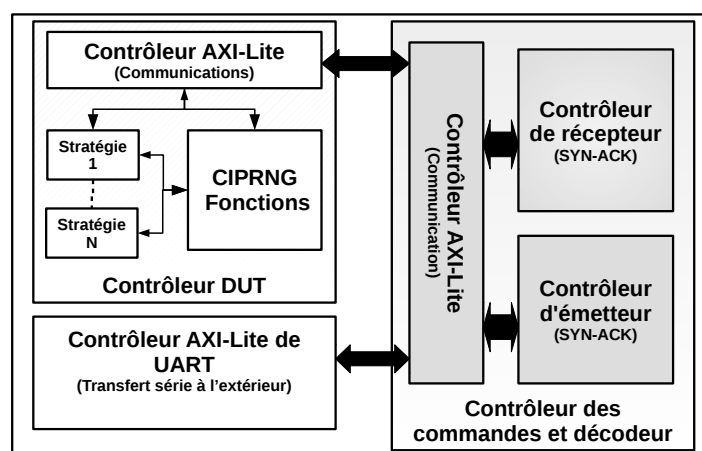 Contrôleur AXI-Lite
(Communications)
Stratégie
1
Stratégie
N
CIPRNG
Fonctions
Contrôleur DUT
Contrôleur AXI-Lite de
UART
(Transfert série à l'extérieur)
Contrôleur AXI-Lite
(Communication)
Contrôleur
de récepteur
(SYN-ACK)
Contrôleur
d'émetteur
(SYN-ACK)
Contrôleur des
commandes et décodeur